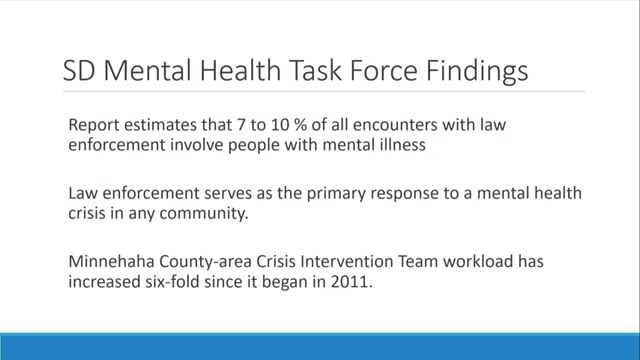 SD Mental Health Task Force Findings
Report estimates that 7 to 10 % of all encounters with law
enforcement involve people with mental illness
Law enforcement serves as the primary response to a mental health
crisis in any community.
Minnehaha County-area Crisis Intervention Team workload has
increased six-fold since it began in 2011.